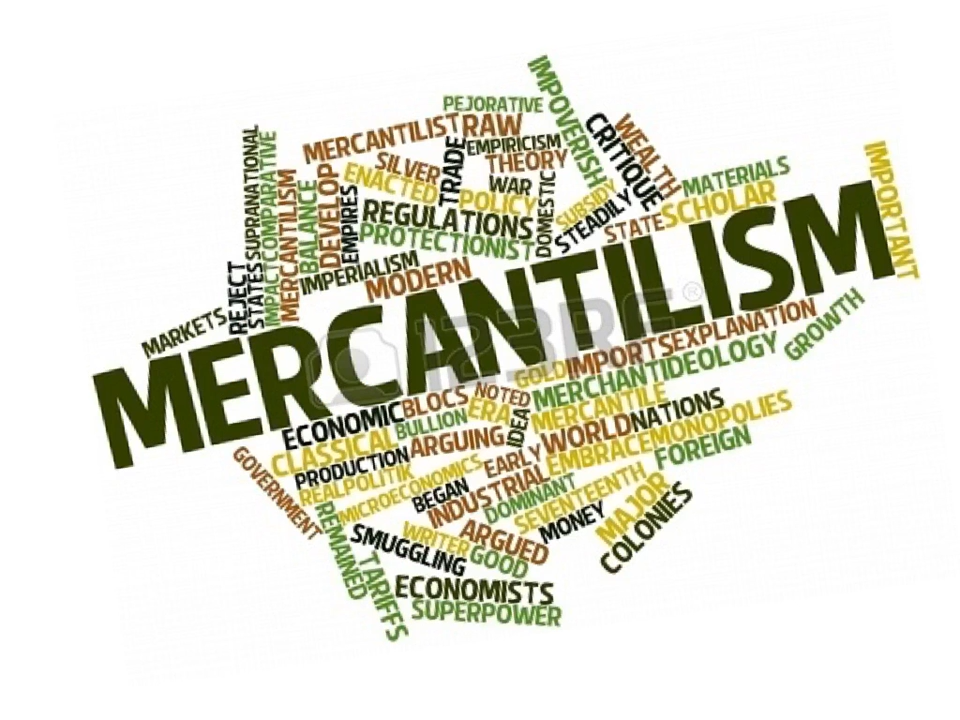 PEJORATIVE
IMPOVERISH
MERCANTILIST
RAW
CRITIQUE
WEALTH
SUPRANATIONAL
COMPARATIVE
TRADE
EMPIRICISM
SILVER
THEORY
ENACTED
WAR
POLICY
DOMESTIC
SUBSIDY
STEADILY
MATERIALS
SCHOLAR
STATE
IMPORTANT
MERCANTILISM
BALANCE
DEVELOP
EMPIRES
REGULATIONS
PROTECTIONIST
IMPERIALISM
MODERN
REJECT
STATES
IMPACT
MARKETS
MERCANTILISM
123RF
®
GOLD
IMPORTS
EXPLANATION
GROWTH
MERCHANT
IDEOLOGY
ECONOMIC
BLOCS
NOTED
BULLION
ERA
IDEA
MERCANTILE
CLASSICAL
ARGUING
WORLD
NATIONS
PRODUCTION
EARLY
EMBRACE
MONOPOLIES
GOVERNMENT
REALPOLITIK
MICROECONOMICS
BEGAN
INDUSTRIAL
FOREIGN
DOMINANT
SEVENTEENTH
REMAINED
SMUGGLING
WRITER
ARGUED
MONEY
MAJOR
COLONIES
GOOD
TARIFFS
ECONOMISTS
SUPERPOWER